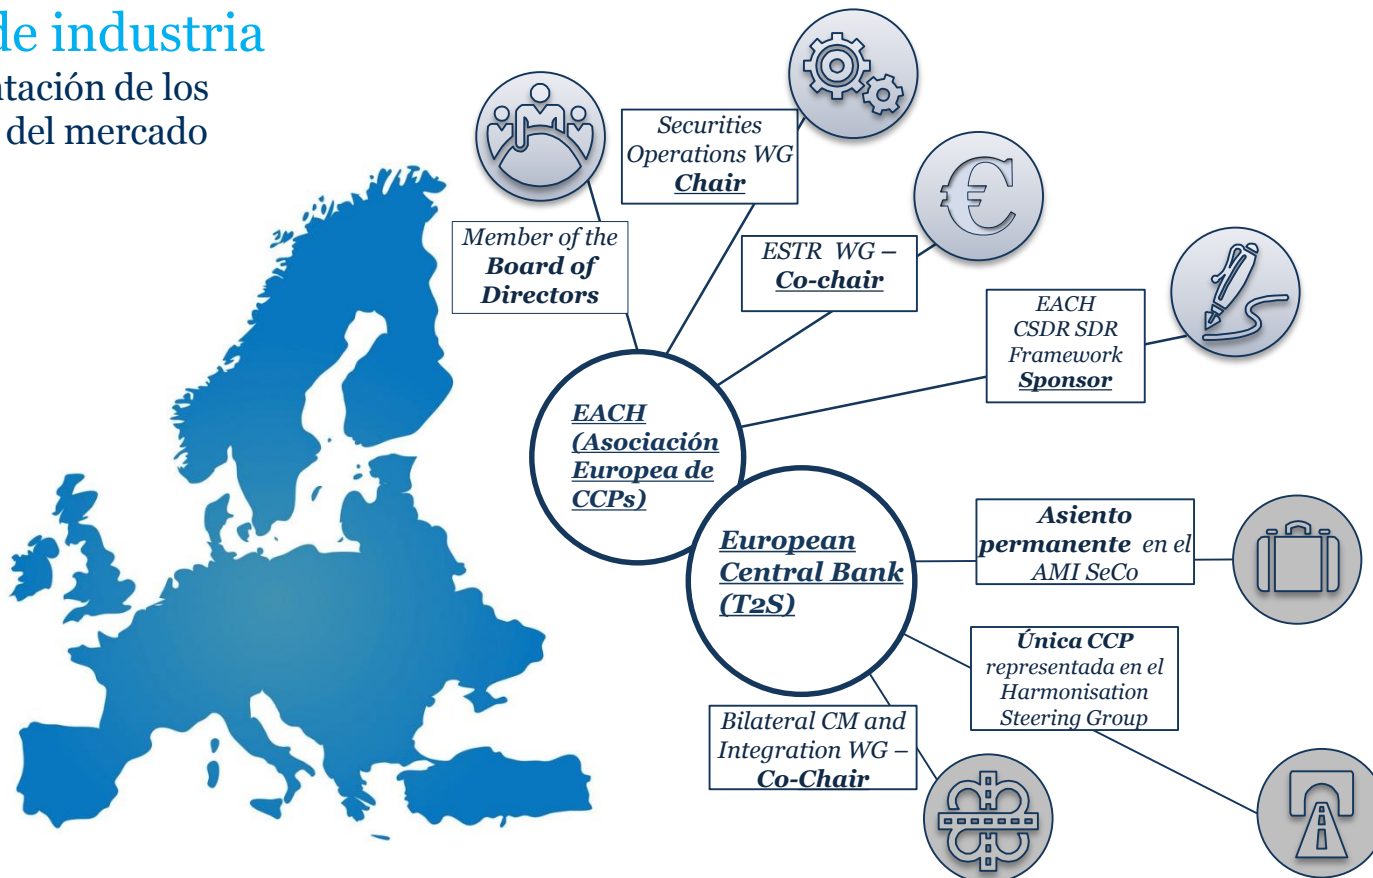 de industria
ntación de los
del mercado
Securities
Operations WG
Chair
Member of the
Board of
Directors
ESTR WG –
Co-chair
EACH
CSDR SDR
Framework
Sponsor
EACH
(Asociación
Europea de
CCPs)
European
Central Bank
(T2S)
Asiento
permanente en el
AMI SeCo
Única CCP
representada en el
Harmonisation
Steering Group
Bilateral CM and
Integration WG –
Co-Chair
€